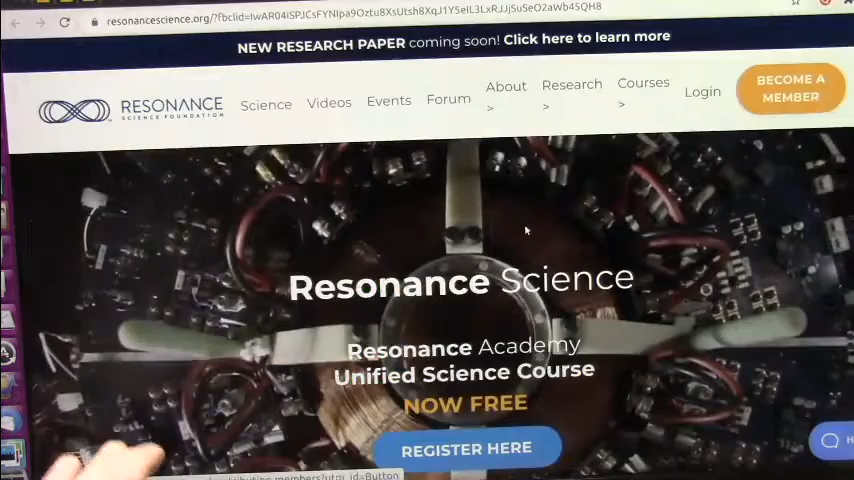 resonancescience.org/?fbclid=IwAR04iSPJCsFYNIpa9Oztu8XsUtsh8XqJ1Y5eIL3LxRJJjSuSeO2aWb45QH8
NEW RESEARCH PAPER coming soon! Click here to learn more
RESONANCE
SCIENCE FOUNDATION
Science Videos Events Forum About > Research > Courses > Login
BECOME A
MEMBER
Resonance Science
Resonance Academy
Unified Science Course
NOW FREE
REGISTER HERE
H